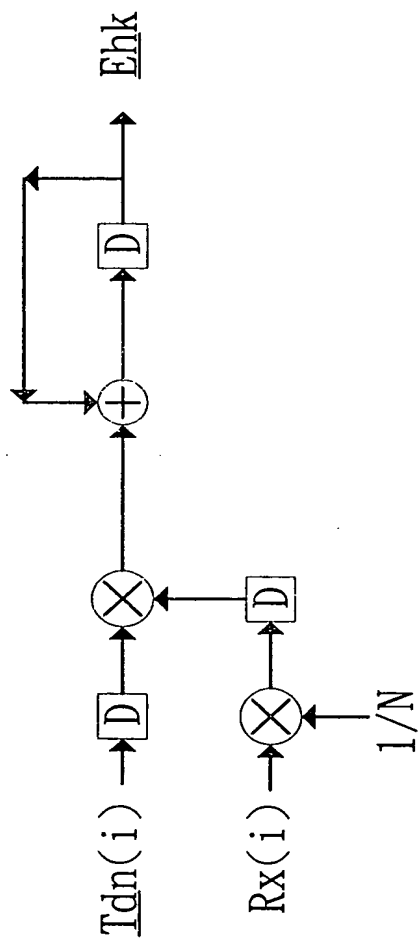 Tdn(i)
D
×
+
D
Ehk
Rx(i)
×
D
1/N